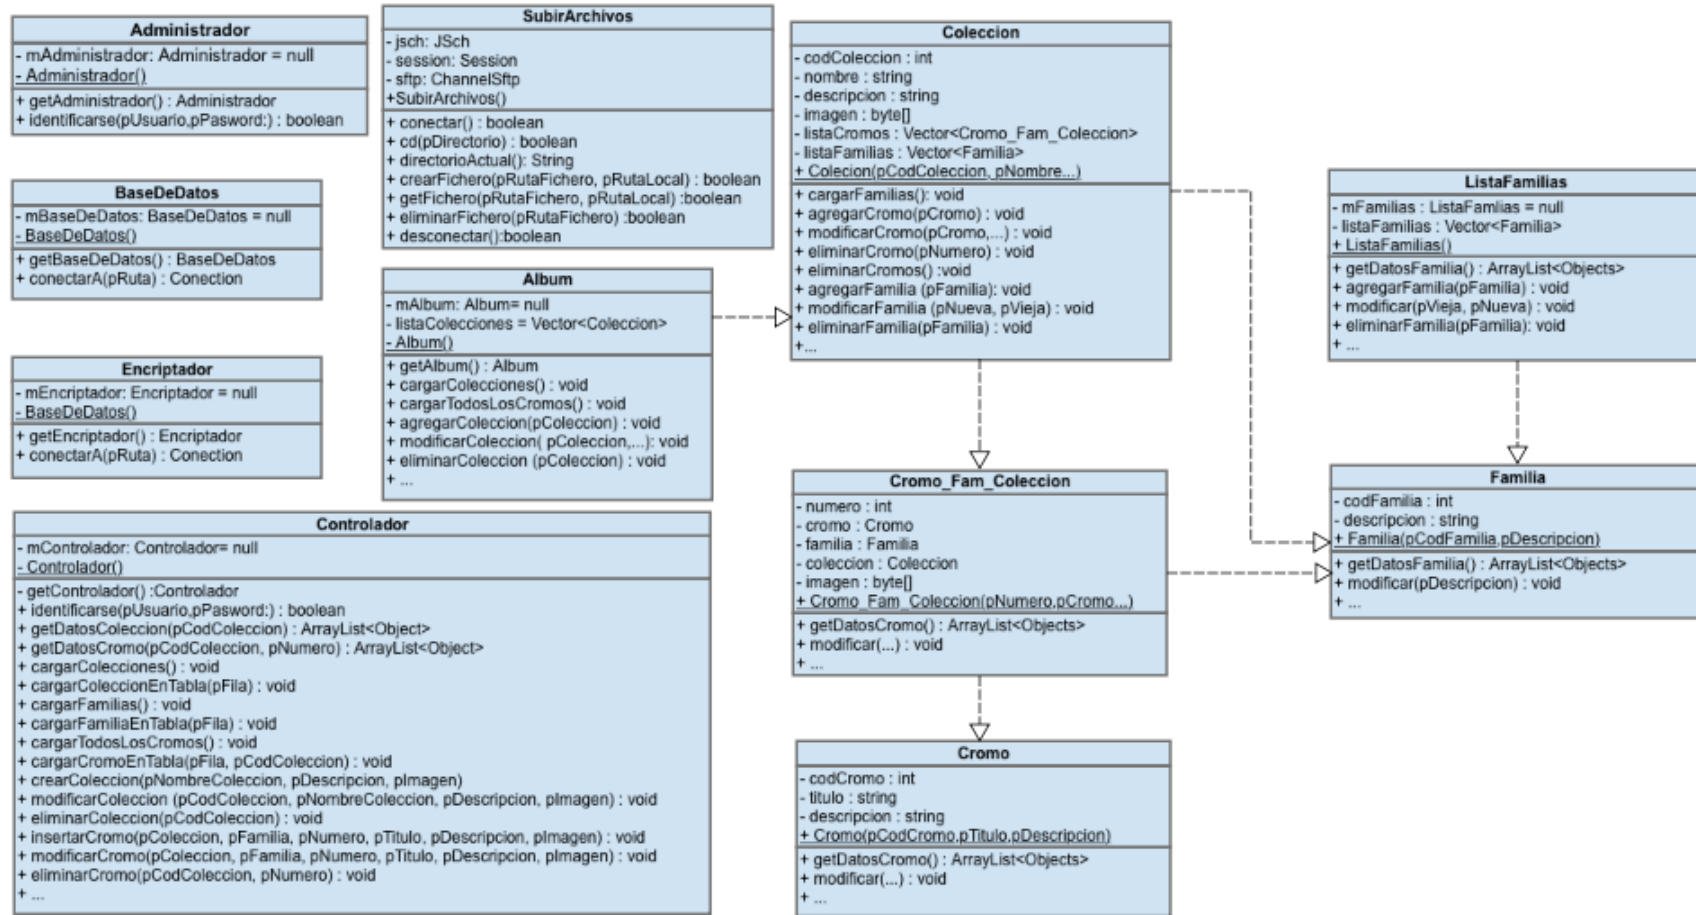 Administrador
- mAdministrador: Administrador = null
- Administrador()
+ getAdministrador() : Administrador
+ identificarse(pUsuario,pPasword:) : boolean
BaseDeDatos
- mBaseDeDatos: BaseDeDatos = null
- BaseDeDatos()
+ getBaseDeDatos() : BaseDeDatos
+ conectarA(pRuta) : Conection
Encriptador
- mEncriptador: Encriptador = null
- BaseDeDatos()
+ getEncriptador() : Encriptador
+ conectarA(pRuta) : Conection
SubirArchivos
- jsch: JSch
- session: Session
- sftp: ChannelSftp
+SubirArchivos()
+ conectar() : boolean
+ cd(pDirectorio) : boolean
+ directorioActual(): String
+ crearFichero(pRutaFichero, pRutaLocal) : boolean
+ getFichero(pRutaFichero, pRutaLocal) :boolean
+ eliminarFichero(pRutaFichero) :boolean
+ desconectar():boolean
Album
- mAlbum: Album= null
- listaColecciones = Vector<Coleccion>
- Album()
+ getAlbum() : Album
+ cargarColecciones() : void
+ cargarTodosLosCromos() : void
+ agregarColeccion(pColeccion) : void
+ modificarColeccion( pColeccion,...): void
+ eliminarColeccion (pColeccion) : void
+ ...
Controlador
- mControlador: Controlador= null
- Controlador()
- getControlador() :Controlador
+ identificarse(pUsuario,pPasword:) : boolean
+ getDatosColeccion(pCodColeccion) : ArrayList<Object>
+ getDatosCromo(pCodColeccion, pNumero) : ArrayList<Object>
+ cargarColecciones() : void
+ cargarColeccionEnTabla(pFila) : void
+ cargarFamilias() : void
+ cargarFamiliaEnTabla(pFila) : void
+ cargarTodosLosCromos() : void
+ cargarCromoEnTabla(pFila, pCodColeccion) : void
+ crearColeccion(pNombreColeccion, pDescripcion, pImagen)
+ modificarColeccion (pCodColeccion, pNombreColeccion, pDescripcion, pImagen) : void
+ eliminarColeccion(pCodColeccion) : void
+ insertarCromo(pColeccion, pFamilia, pNumero, pTitulo, pDescripcion, pImagen) : void
+ modificarCromo(pColeccion, pFamilia, pNumero, pTitulo, pDescripcion, pImagen) : void
+ eliminarCromo(pCodColeccion, pNumero) : void
+ ...
Coleccion
- codColeccion : int
- nombre : string
- descripcion : string
- imagen : byte[]
- listaCromos : Vector<Cromo_Fam_Coleccion>
- listaFamilias : Vector<Familia>
+ Colecion(pCodColeccion, pNombre...)
+ cargarFamilias(): void
+ agregarCromo(pCromo) : void
+ modificarCromo(pCromo,...) : void
+ eliminarCromo(pNumero) : void
+ eliminarCromos() :void
+ agregarFamilia (pFamilia): void
+ modificarFamilia (pNueva, pVieja) : void
+ eliminarFamilia(pFamilia) : void
+...
Cromo_Fam_Coleccion
- numero : int
- cromo : Cromo
- familia : Familia
- coleccion : Coleccion
- imagen : byte[]
+ Cromo_Fam_Coleccion(pNumero,pCromo...)
+ getDatosCromo() : ArrayList<Objects>
+ modificar(...) : void
+ ...
Cromo
- codCromo : int
- titulo : string
- descripcion : string
+ Cromo(pCodCromo,pTitulo,pDescripcion)
+ getDatosCromo() : ArrayList<Objects>
+ modificar(...) : void
+ ...
ListaFamilias
- mFamilias : ListaFamlias = null
- listaFamilias : Vector<Familia>
+ ListaFamilias()
+ getDatosFamilia() : ArrayList<Objects>
+ agregarFamilia(pFamilia) : void
+ modificar(pVieja, pNueva) : void
+ eliminarFamilia(pFamilia): void
+ ...
Familia
- codFamilia : int
- descripcion : string
+ Familia(pCodFamilia,pDescripcion)
+ getDatosFamilia() : ArrayList<Objects>
+ modificar(pDescripcion) : void
+ ...